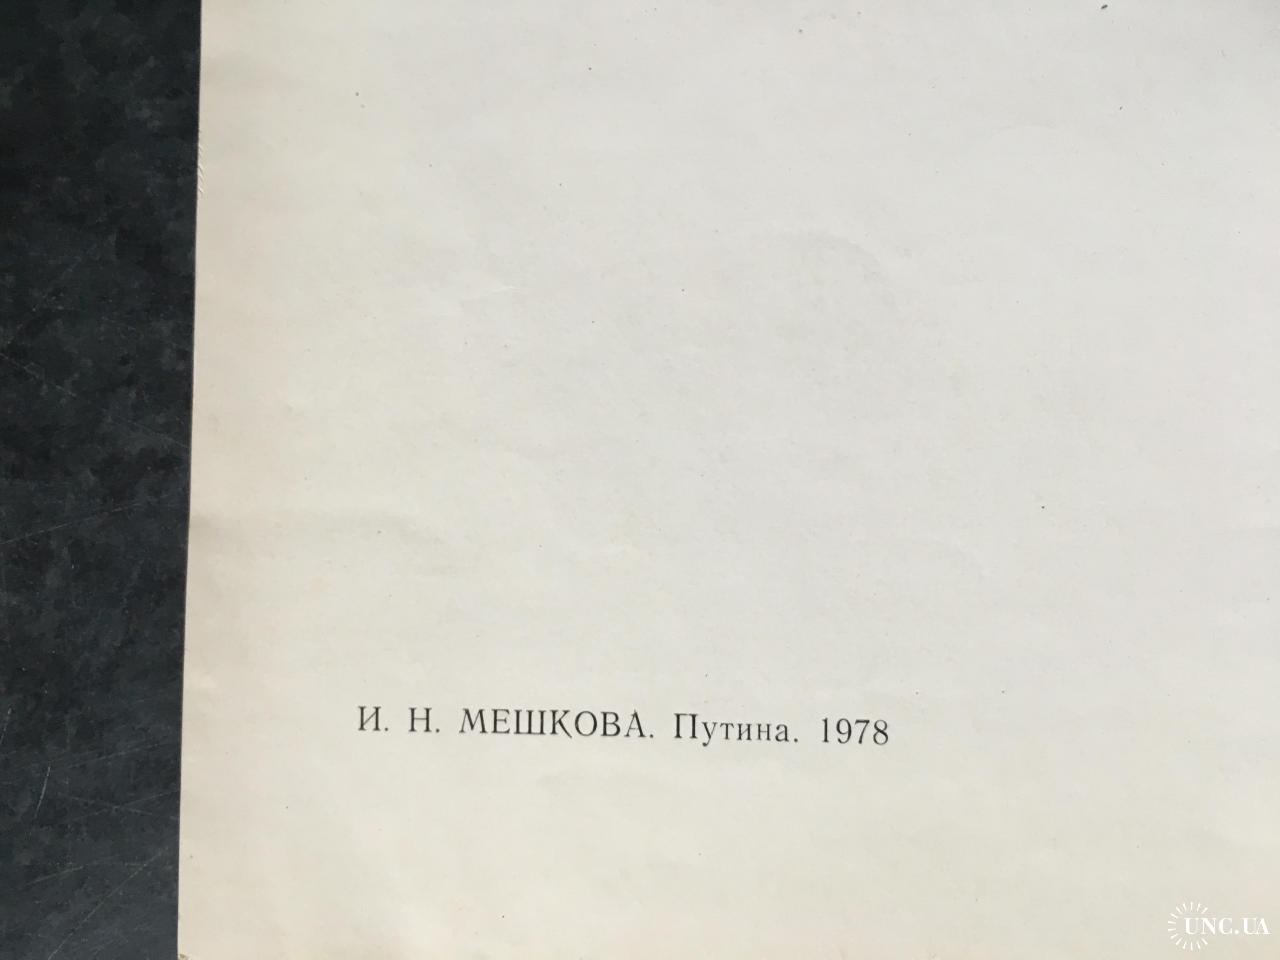 И. Н. МЕШКОВА. Путина. 1978
UNC.UA